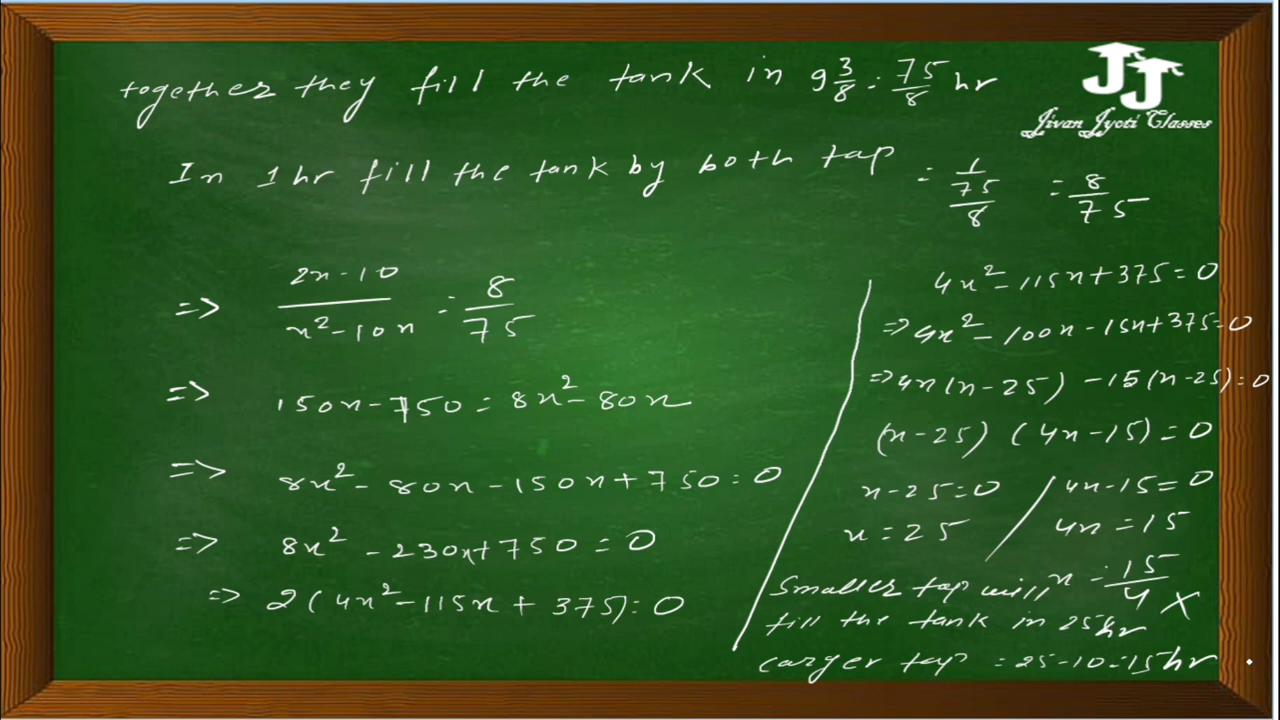 together they fill the tank in 9 3/8 = 75/8 hr
JJ
Jivan Jyoti Classes
In 1 hr fill the tank by both tap = 1/(75/8) = 8/75
=> (2x-10)/(x²-10x) = 8/75
=> 150x-750 = 8x²-80x
=> 8x²-80x-150x+750=0
=> 8x²-230x+750=0
=> 2(4x²-115x+375)=0
4x²-115x+375=0
=> 4x²-100x-15x+375=0
=> 4x(x-25)-15(x-25)=0
(x-25) (4x-15)=0
x-25=0 / 4x-15=0
x=25 4x=15
x=15/4 X
Smaller tap will
fill the tank in 25hr
Larger tap = 25-10=15hr